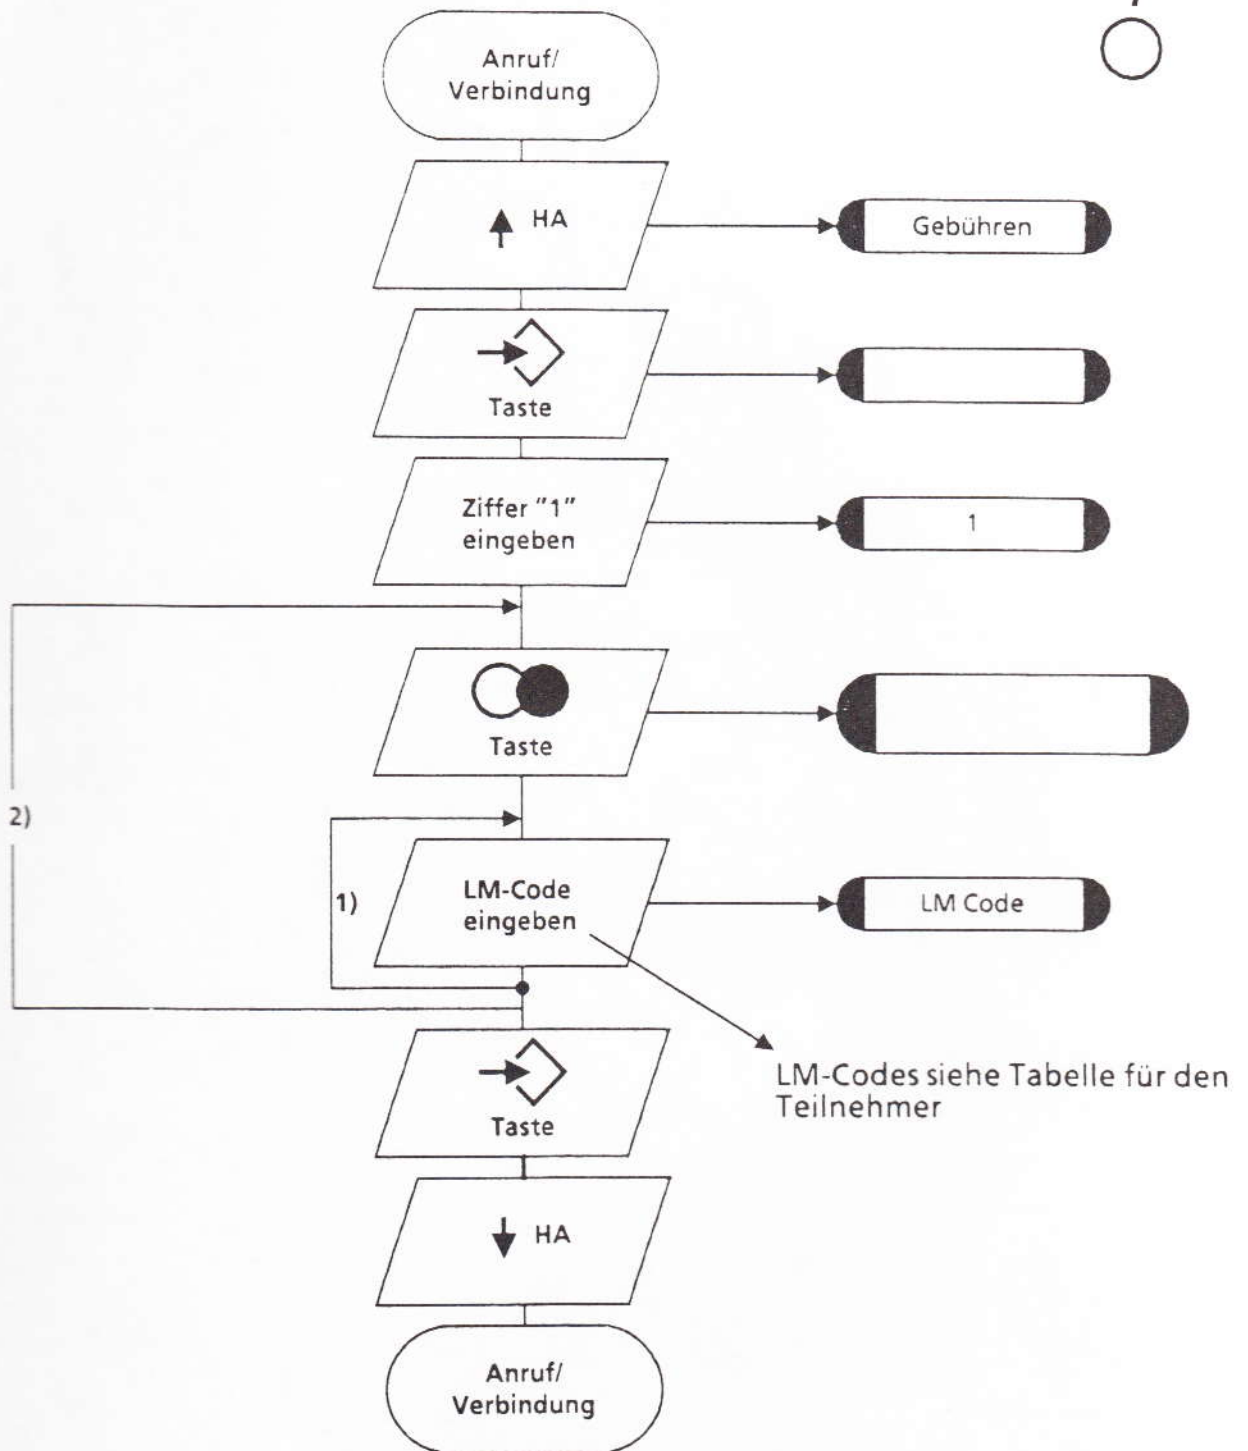 Anruf/
Verbindung
HA
Gebühren
Taste
Ziffer "1"
eingeben
1
Taste
2)
1)
LM-Code
eingeben
LM Code
LM-Codes siehe Tabelle für den
Teilnehmer
Taste
HA
Anruf/
Verbindung